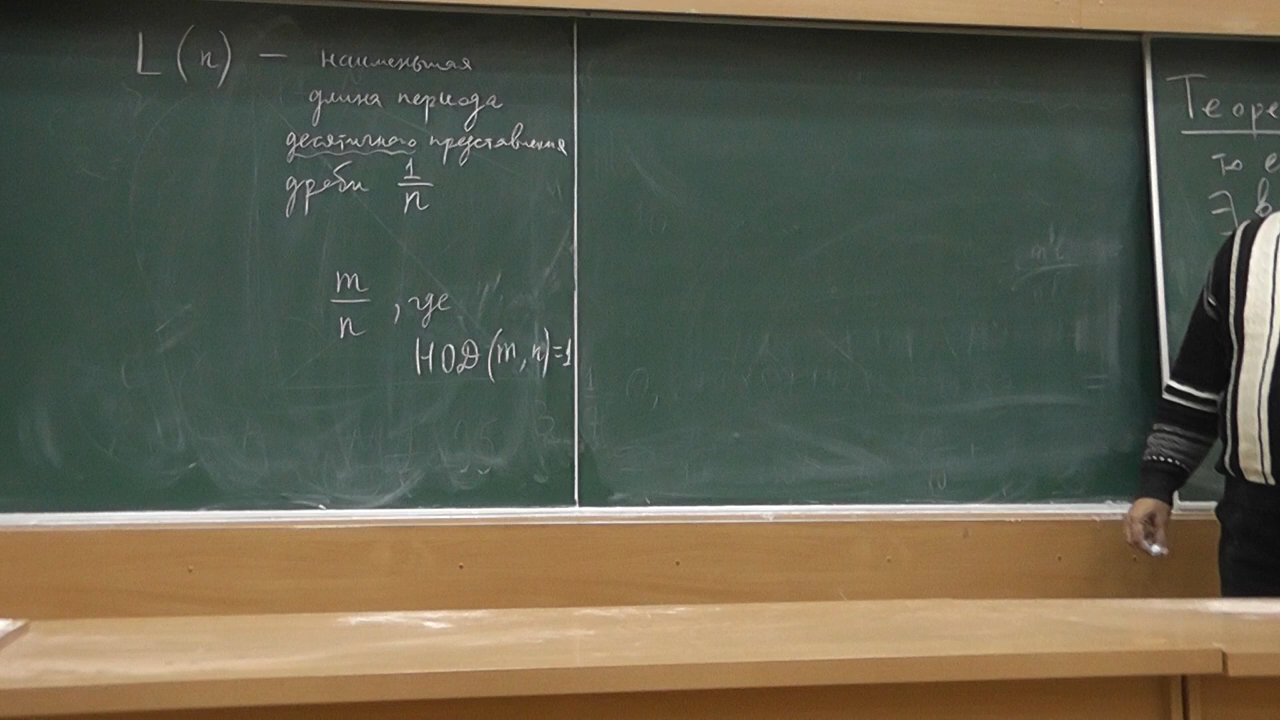 L(n) — наименьшая
длина периода
десятичного представления
дроби 1/n
m/n , где
НОД(m, n)=1
Теоре
то е
∃ в